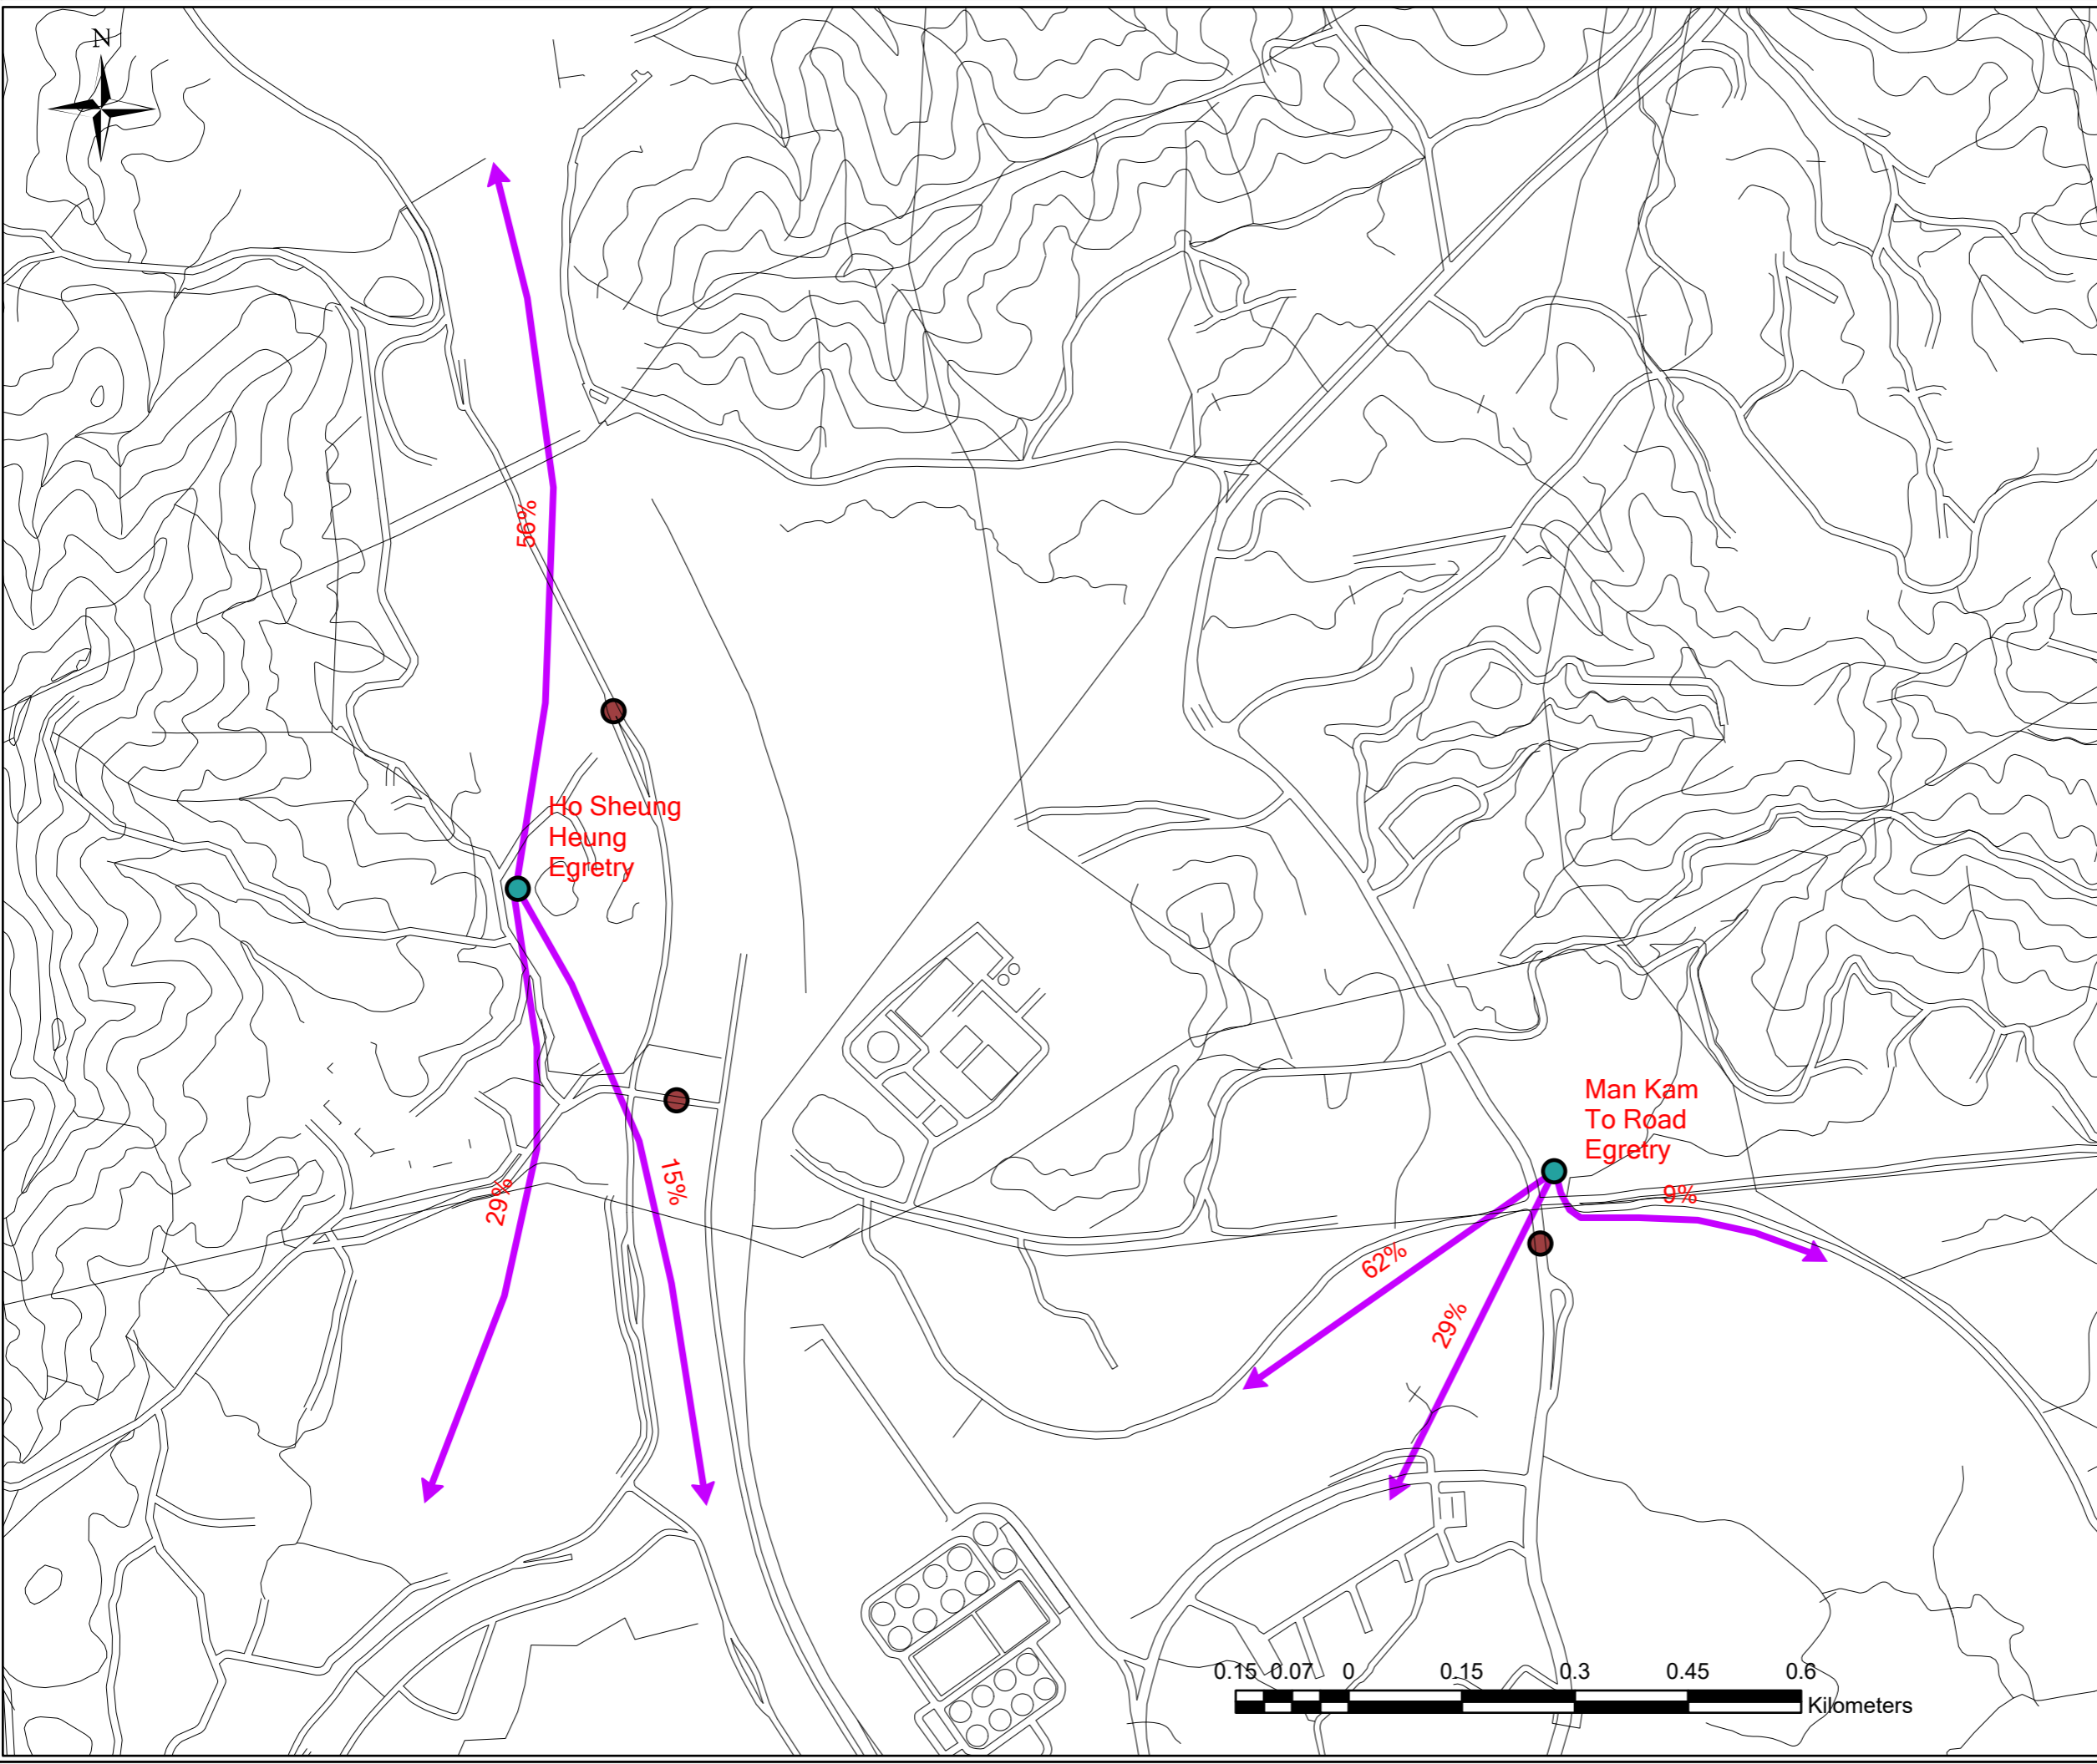 N
56%
Ho Sheung
Heung
Egretry
29%
15%
Man Kam
To Road
Egretry
9%
62%
29%
0.15 0.07 0 0.15 0.3 0.45 0.6
Kilometers